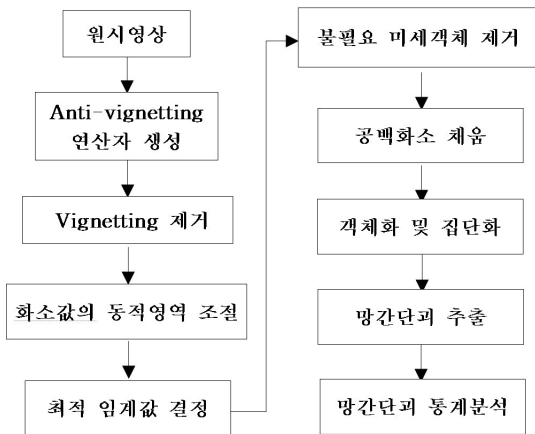 원시영상
Anti-vignetting
연산자 생성
Vignetting 제거
화소값의 동적영역 조절
최적 임계값 결정
불필요 미세객체 제거
공백화소 채움
객체화 및 집단화
망간단괴 추출
망간단괴 통계분석